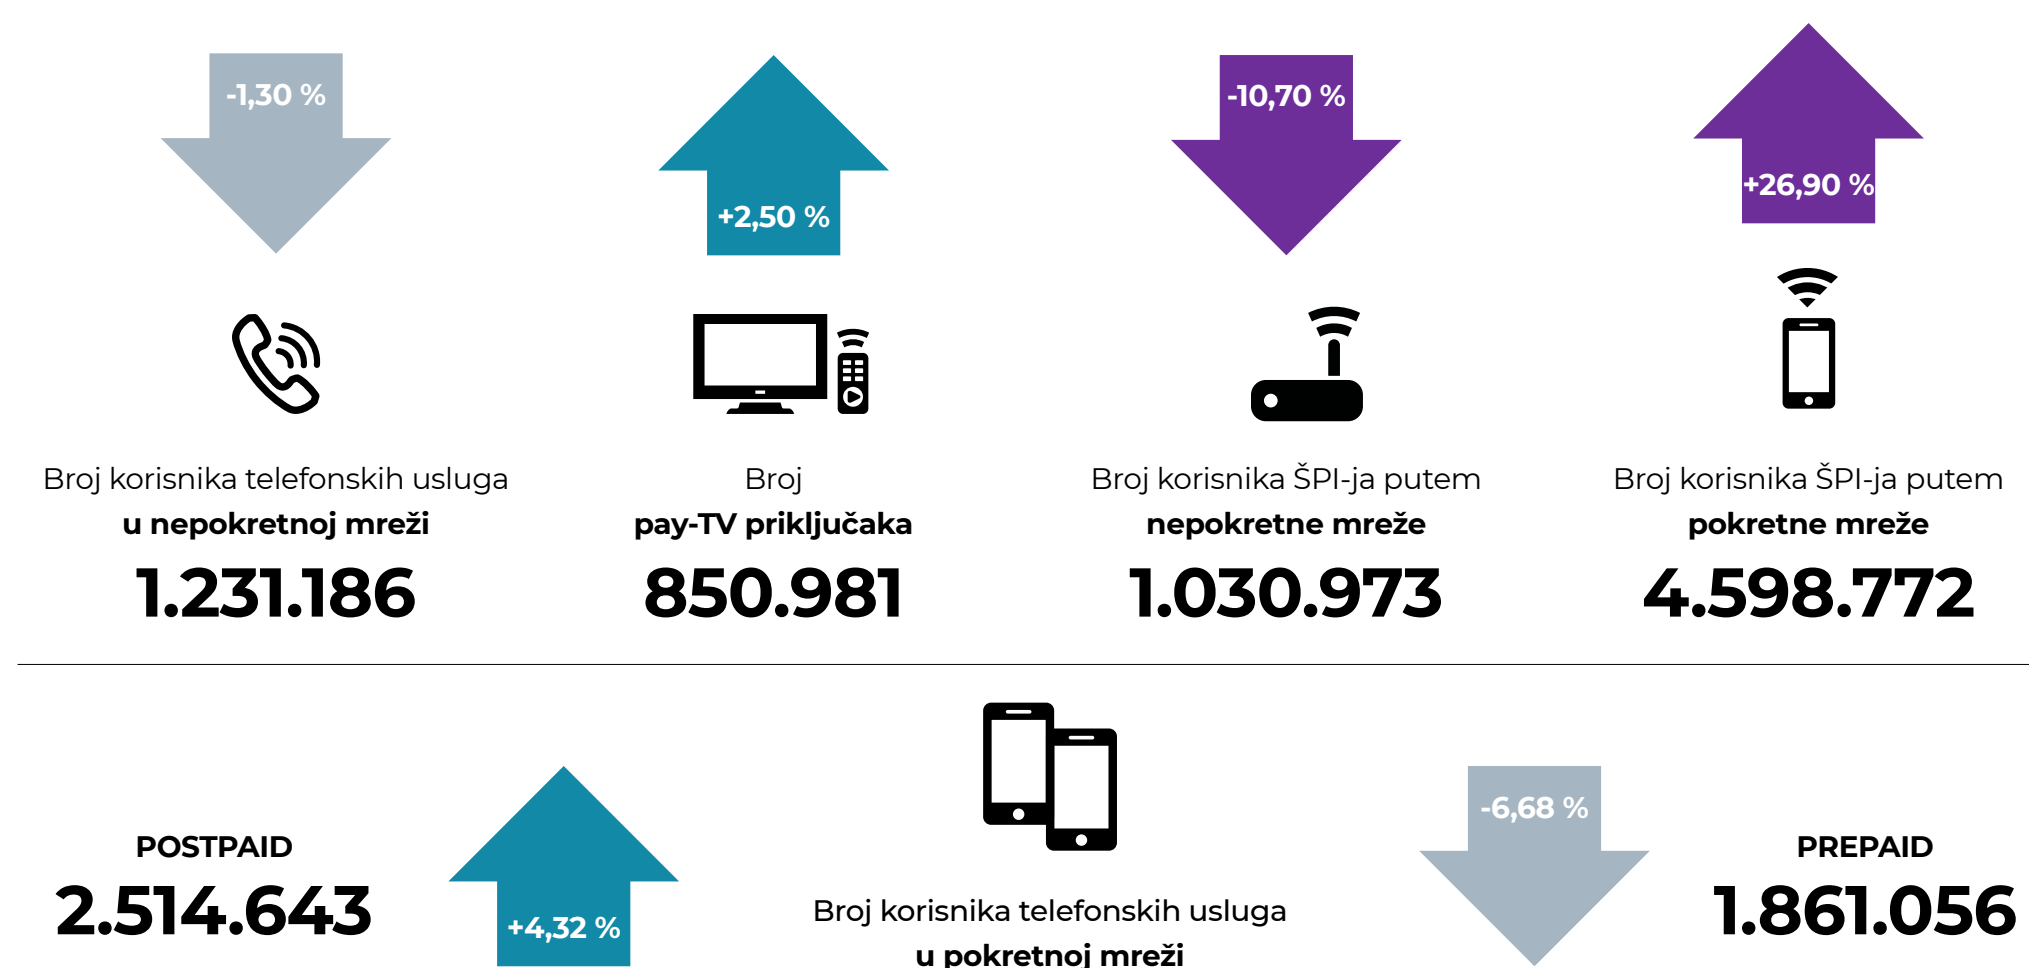 -1,30 %
+2,50 %
-10,70 %
+26,90 %
Broj korisnika telefonskih usluga
u nepokretnoj mreži
1.231.186
Broj
pay-TV priključaka
850.981
Broj korisnika ŠPI-ja putem
nepokretne mreže
1.030.973
Broj korisnika ŠPI-ja putem
pokretne mreže
4.598.772
POSTPAID
2.514.643
+4,32 %
Broj korisnika telefonskih usluga
u pokretnoj mreži
-6,68 %
PREPAID
1.861.056